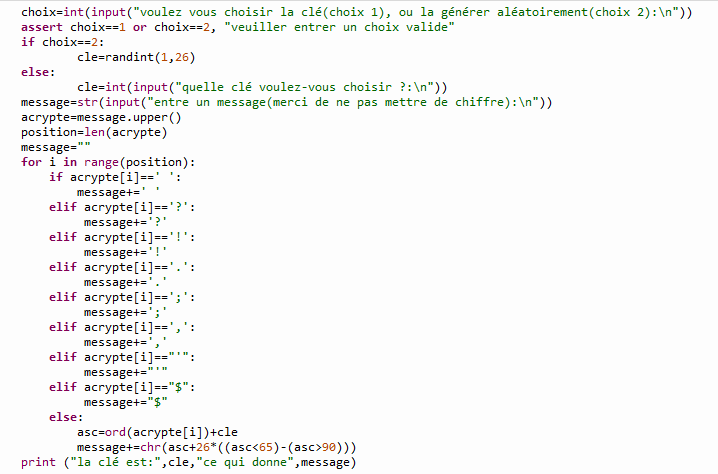 choix=int(input("voulez vous choisir la clé(choix 1), ou la générer aléatoirement(choix 2):\n"))
assert choix==1 or choix==2, "veuiller entrer un choix valide"
if choix==2:
        cle=randint(1,26)
else:
        cle=int(input("quelle clé voulez-vous choisir ?:\n"))
message=str(input("entre un message(merci de ne pas mettre de chiffre):\n"))
acrypte=message.upper()
position=len(acrypte)
message=""
for i in range(position):
    if acrypte[i]==' ':
        message+=' '
    elif acrypte[i]=='?':
         message+='?'
    elif acrypte[i]=='!':
         message+='!'
    elif acrypte[i]=='.':
         message+='.'
    elif acrypte[i]==';':
         message+=';'
    elif acrypte[i]==',':
         message+=','
    elif acrypte[i]=="'":
         message+="'"
    elif acrypte[i]=="$":
         message+="$"
    else:
        asc=ord(acrypte[i])+cle
        message+=chr(asc+26*((asc<65)-(asc>90)))
print ("la clé est:",cle,"ce qui donne",message)